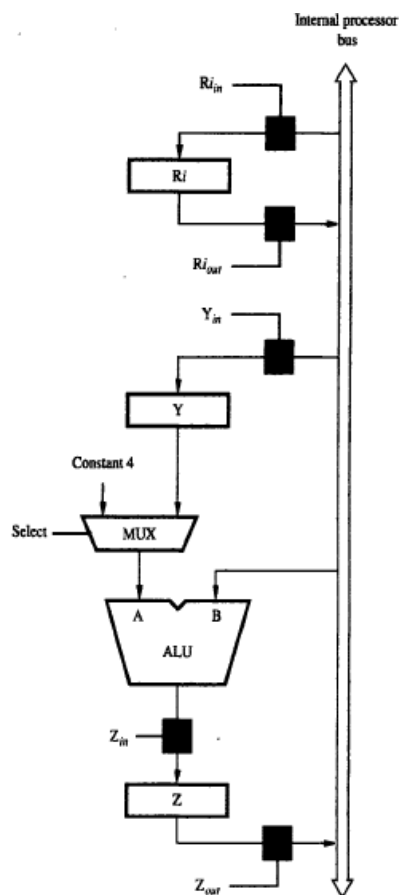 Internal processor
bus
Ri_in
Ri
Ri_out
Y_in
Y
Constant 4
Select
MUX
A B
ALU
Z_in
Z
Z_out